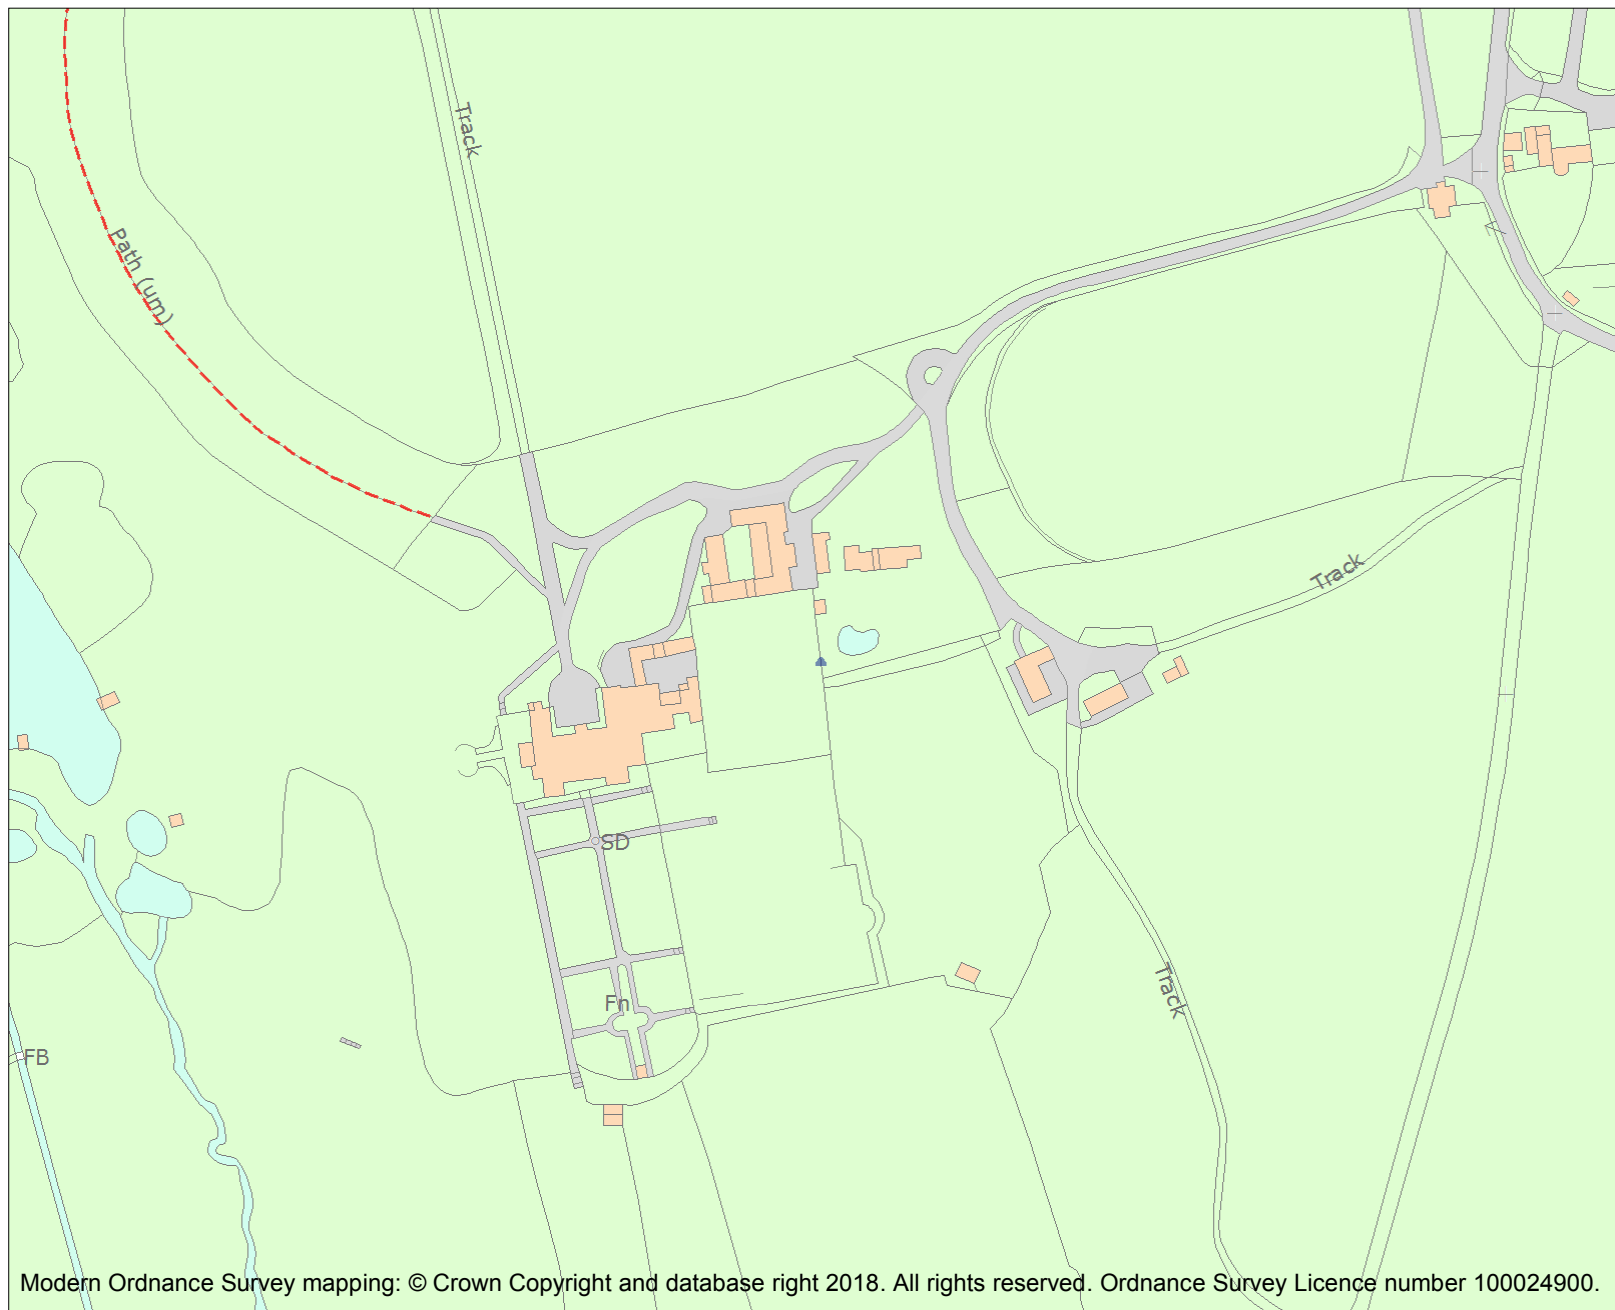 Track
Path (um)
Track
SD
Track
Fn
FB
Modern Ordnance Survey mapping: © Crown Copyright and database right 2018. All rights reserved. Ordnance Survey Licence number 100024900.